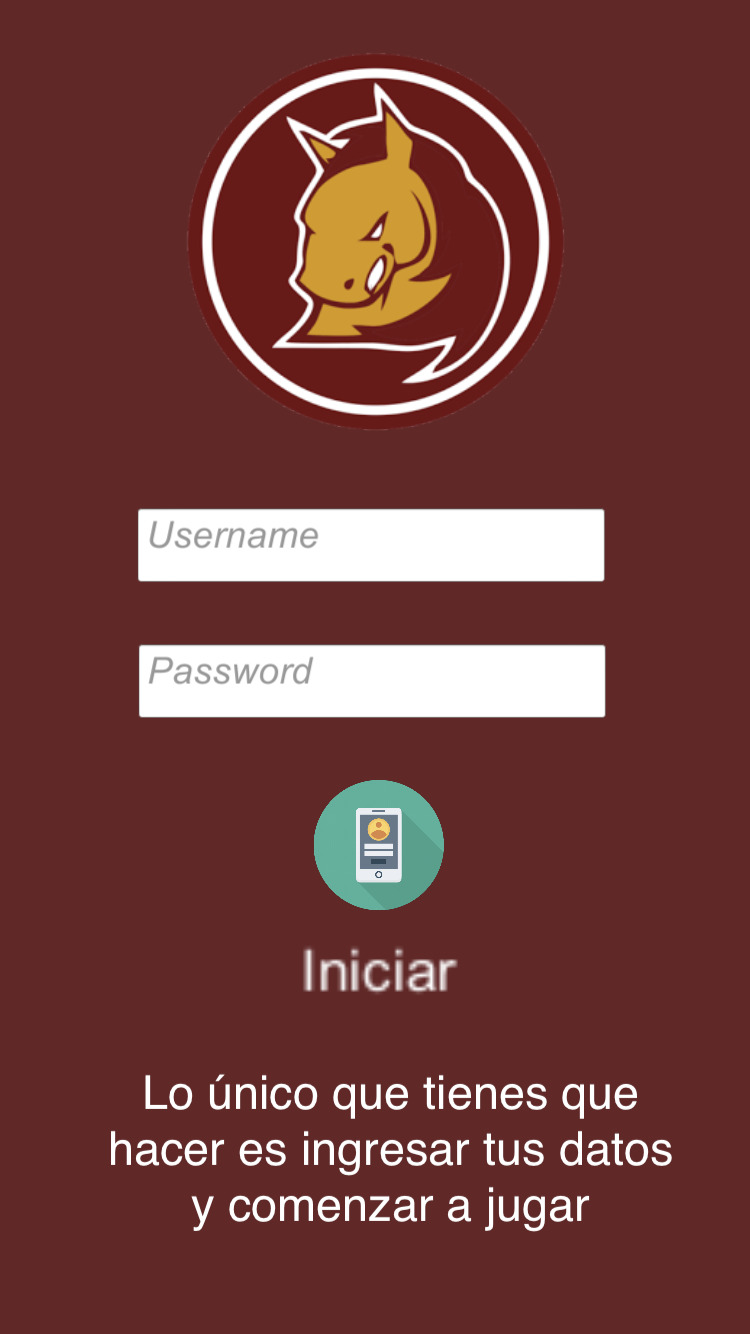 Username
Password
Iniciar
Lo único que tienes que
hacer es ingresar tus datos
y comenzar a jugar